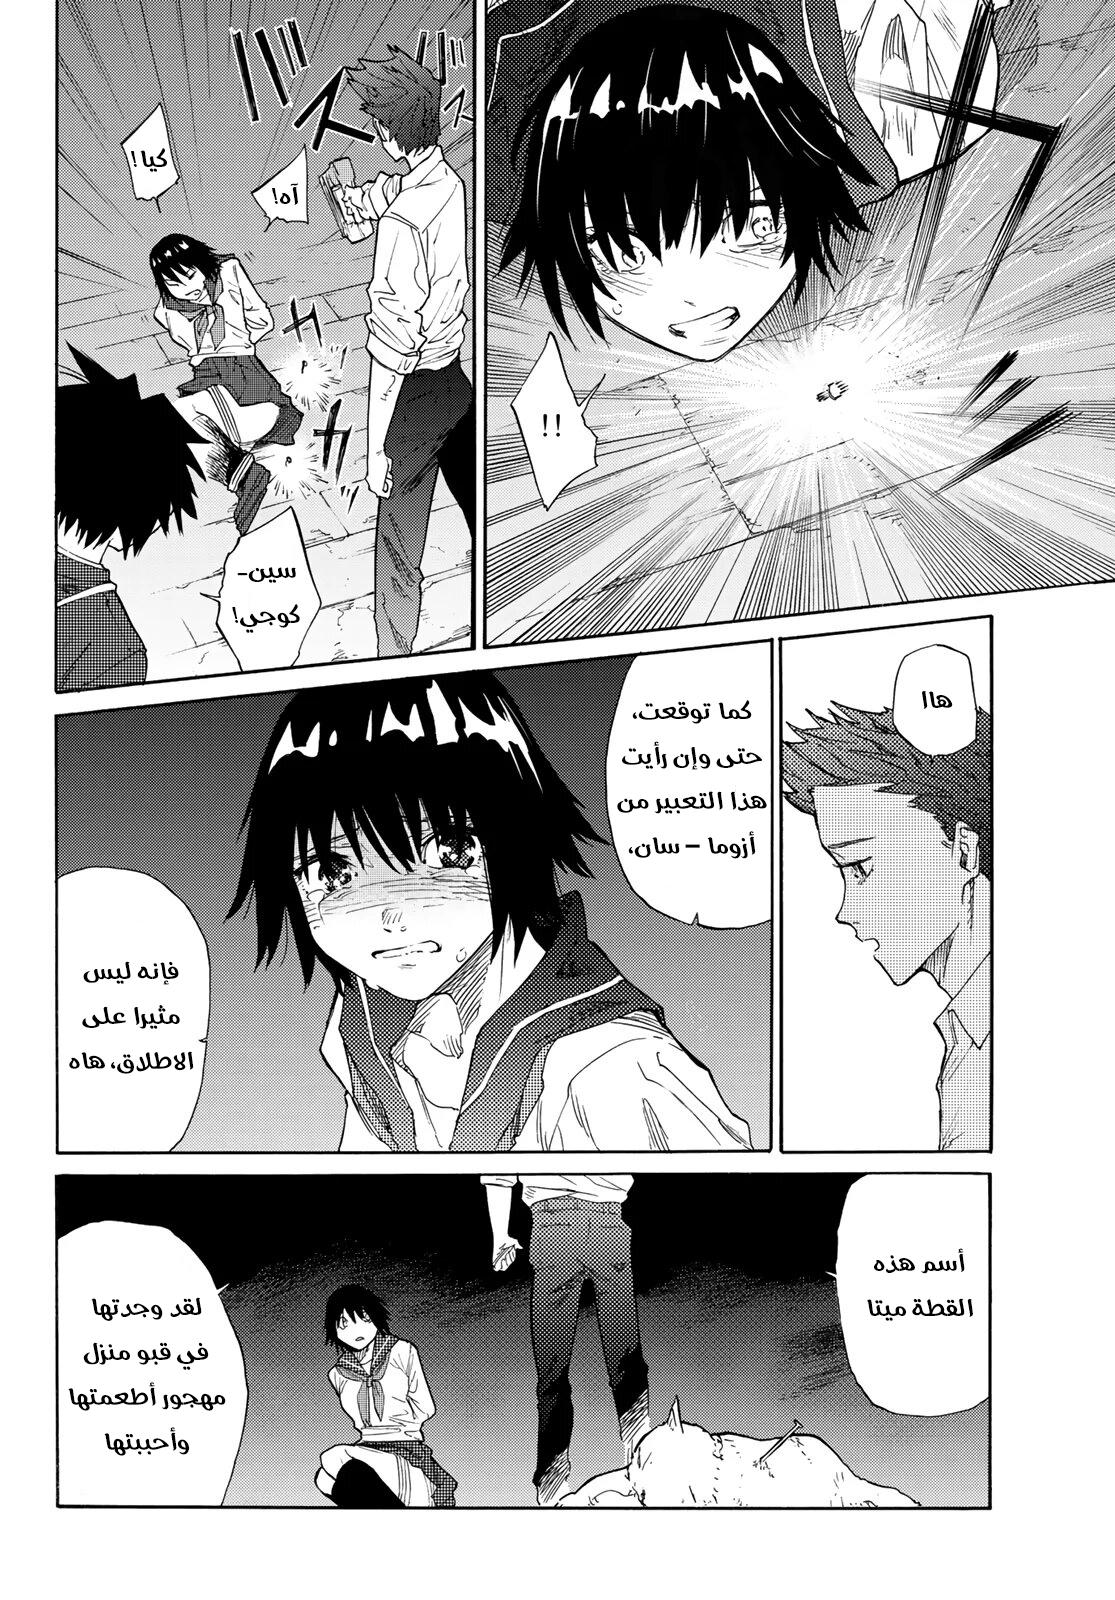 !!
آه!
كيا!
سين-
كوجي!
هاا
كما توقعت،
حتى وإن رأيت
هذا التعبير من
أزوما – سان،
فإنه ليس
مثيرا على
الاطلاق، هاه
أسم هذه
القطة ميتا
لقد وجدتها
في قبو منزل
مهجور أطعمتها
وأحببتها